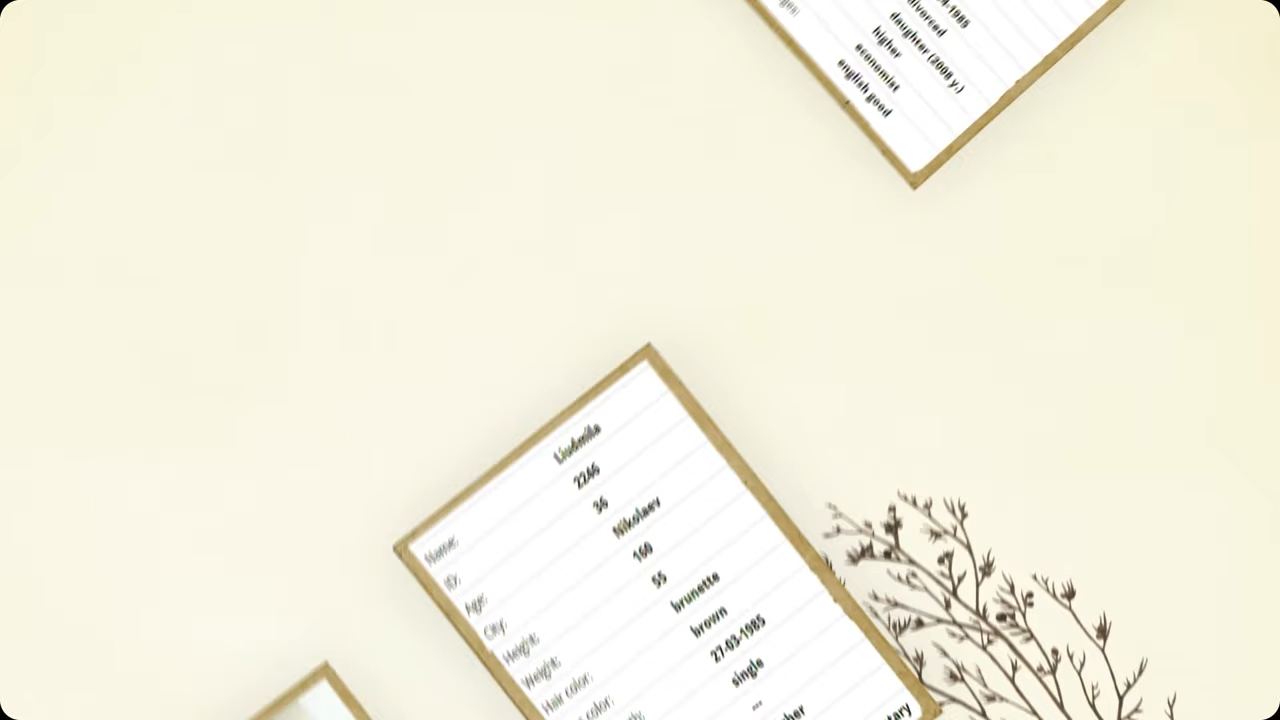 divorced
daughter (2008 y.)
higher
economist
english good
Name: Liudmila
ID: 2246
Age: 36
City: Nikolaev
Height: 160
Weight: 55
Hair color: brunette
color: brown
27-03-1985
single
...